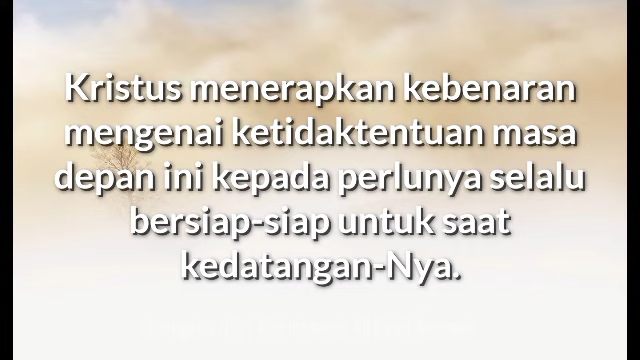 Kristus menerapkan kebenaran
mengenai ketidaktentuan masa
depan ini kepada perlunya selalu
bersiap-siap untuk saat
kedatangan-Nya.